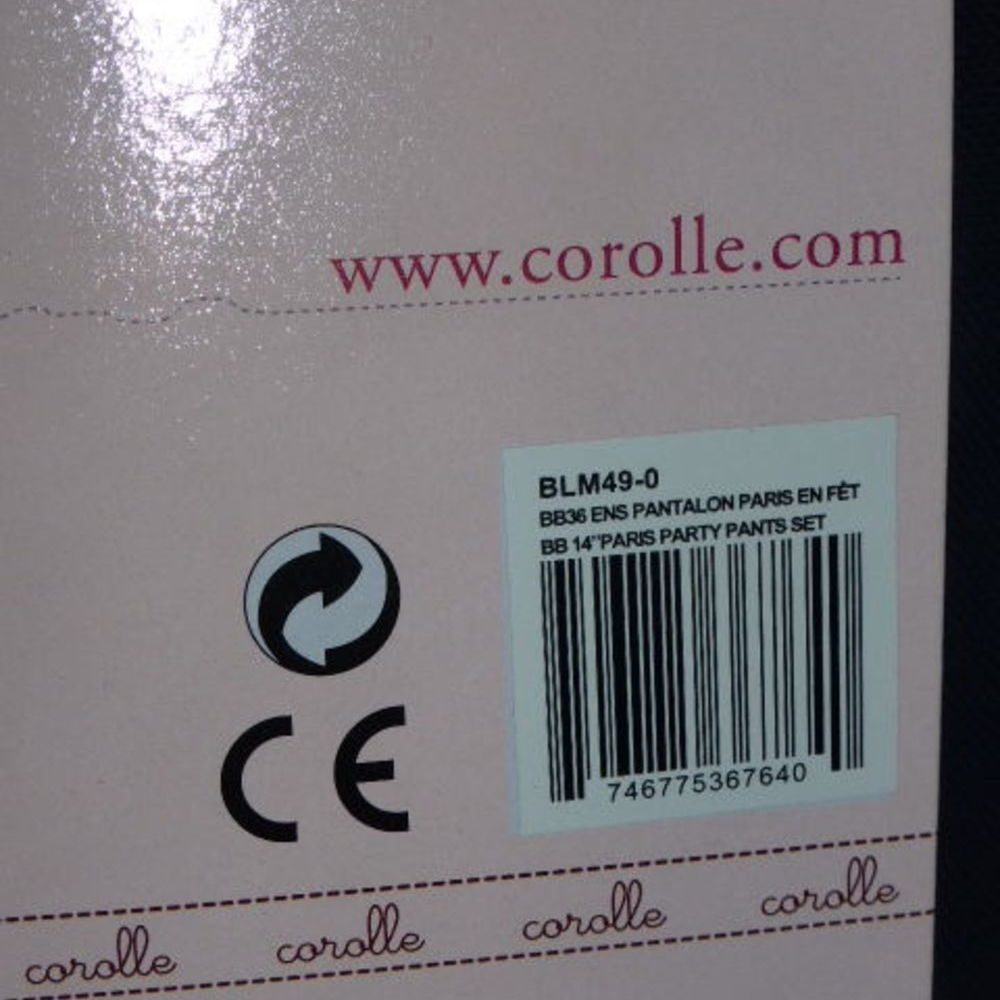 www.corolle.com
BLM49-0
BB36 ENS PANTALON PARIS EN FÊT
BB 14"PARIS PARTY PANTS SET
746775367640
CE
corolle corolle corolle corolle